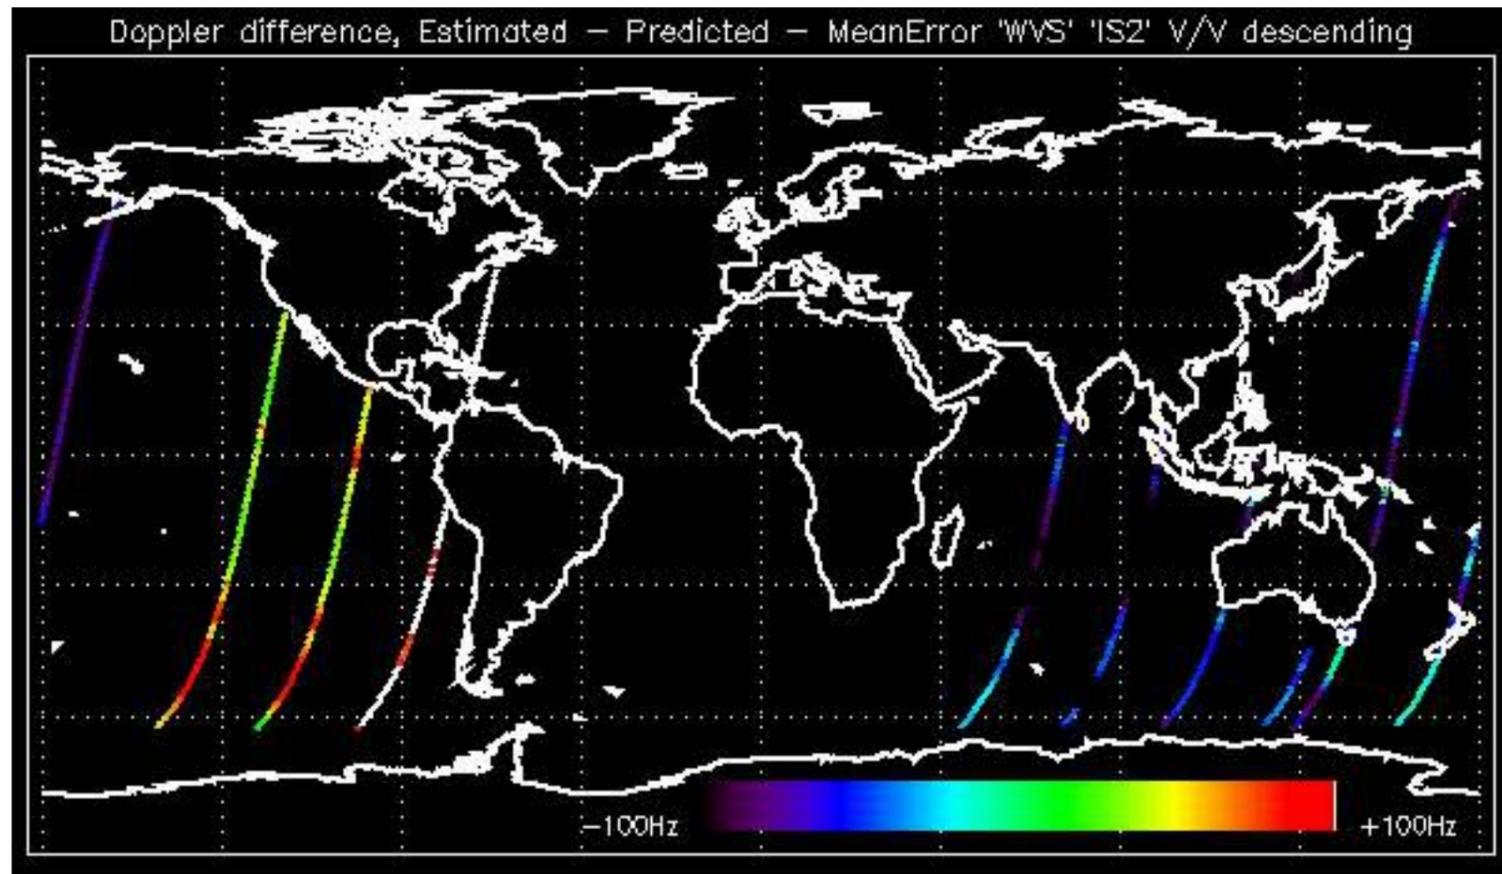 Doppler difference, Estimated – Predicted – MeanError 'WVS' 'IS2' V/V descending
–100Hz
+100Hz